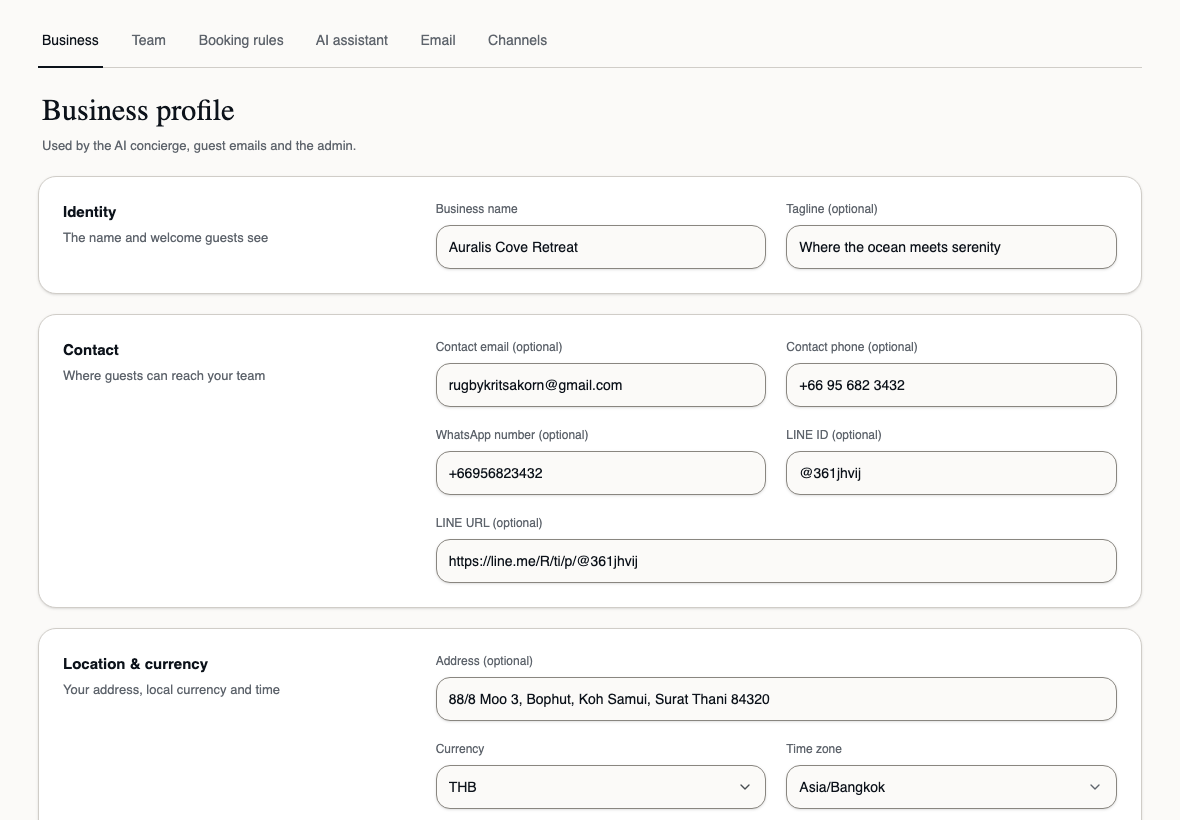 Business Team Booking rules AI assistant Email Channels
Business profile
Used by the AI concierge, guest emails and the admin.
Identity
The name and welcome guests see
Business name
Auralis Cove Retreat
Tagline (optional)
Where the ocean meets serenity
Contact
Where guests can reach your team
Contact email (optional)
rugbykritsakorn@gmail.com
Contact phone (optional)
+66 95 682 3432
WhatsApp number (optional)
+66956823432
LINE ID (optional)
@361jhvij
LINE URL (optional)
https://line.me/R/ti/p/@361jhvij
Location & currency
Your address, local currency and time
Address (optional)
88/8 Moo 3, Bophut, Koh Samui, Surat Thani 84320
Currency
THB
Time zone
Asia/Bangkok